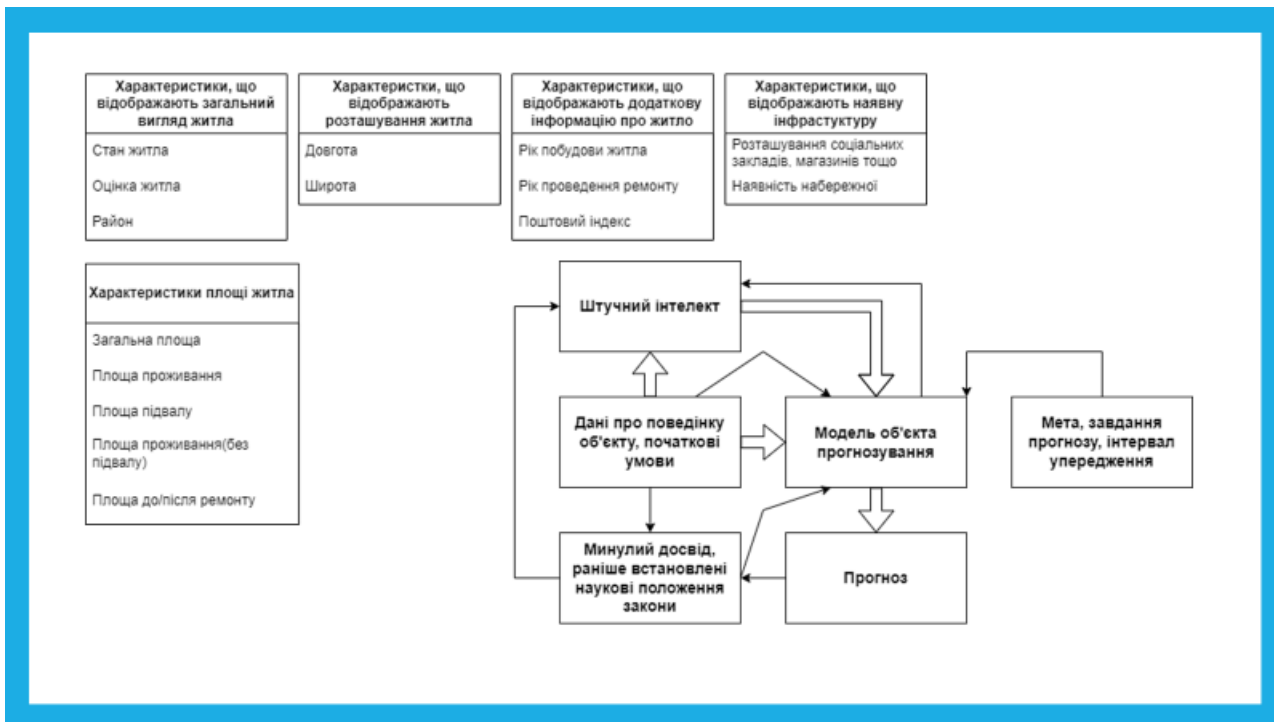 Характеристики, що
відображають загальний
вигляд житла
Стан житла
Оцінка житла
Район
Характеристки, що
відображають
розташування житла
Довгота
Широта
Характеристики, що
відображають додаткову
інформацію про житло
Рік побудови житла
Рік проведення ремонту
Поштовий індекс
Характеристики, що
відображають наявну
інфрастуктуру
Розташування соціальних
закладів, магазинів тощо
Наявність набережної
Характеристики площі житла
Загальна площа
Площа проживання
Площа підвалу
Площа проживання(без
підвалу)
Площа до/після ремонту
Штучний інтелект
Дані про поведінку
об'єкту, початкові
умови
Модель об'єкта
прогнозування
Мета, завдання
прогнозу, інтервал
упередження
Минулий досвід,
раніше встановлені
наукові положення
закони
Прогноз